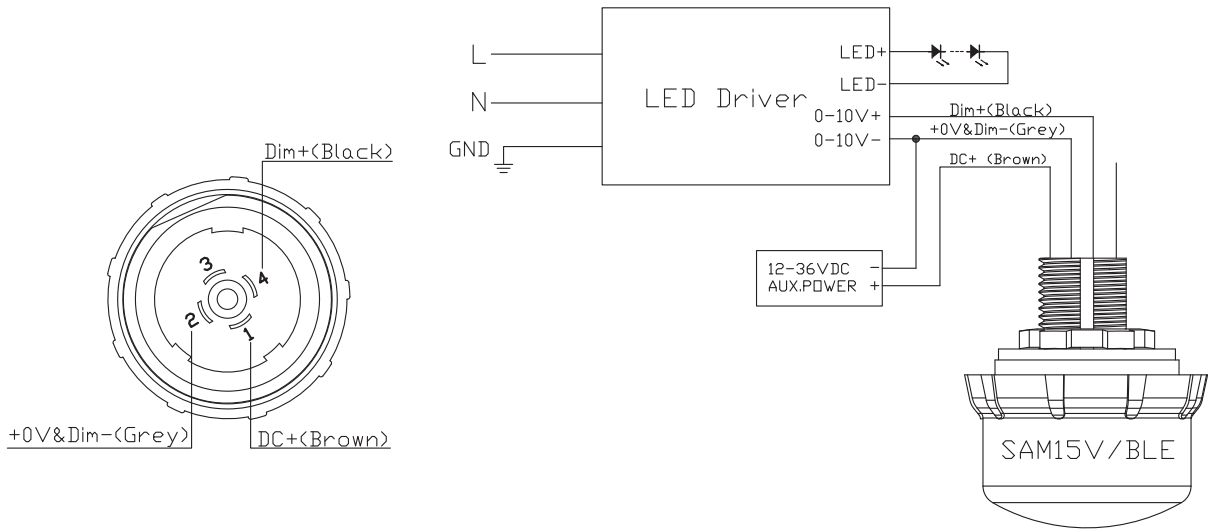 Dim+(Black)
3
4
2
1
+0V&Dim-(Grey)
DC+(Brown)
L
N
GND
LED Driver
LED+
LED-
0-10V+
0-10V-
Dim+(Black)
+0V&Dim-(Grey)
DC+ (Brown)
12-36VDC -
AUX.POWER +
SAM15V/BLE